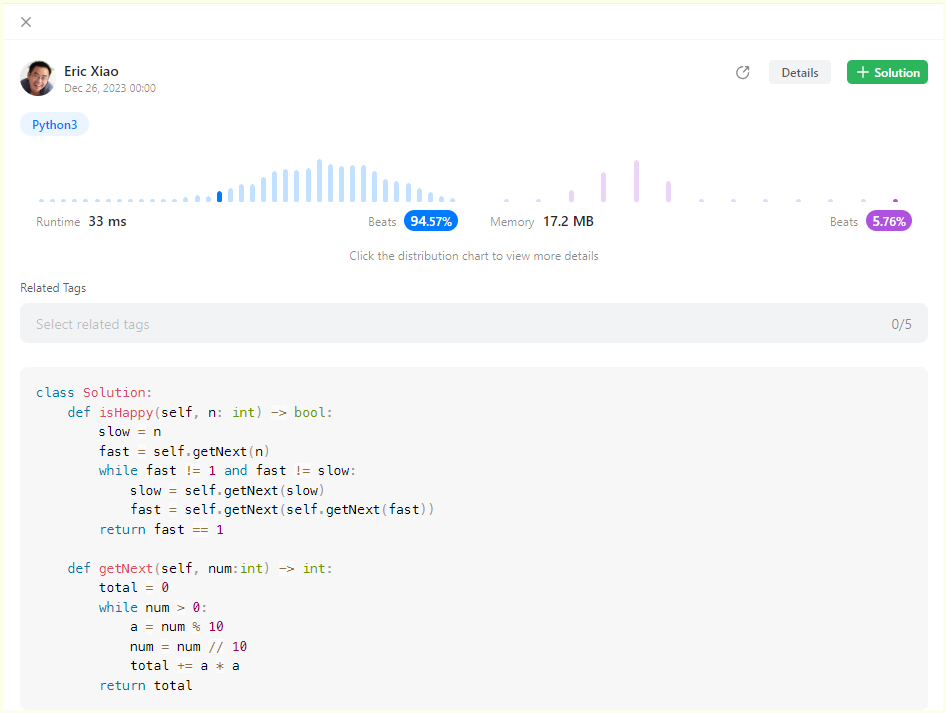 Eric Xiao
Dec 26, 2023 00:00
Details
+ Solution
Python3
Runtime 33 ms
Beats 94.57%
Memory 17.2 MB
Beats 5.76%
Click the distribution chart to view more details
Related Tags
Select related tags 0/5
class Solution:
    def isHappy(self, n: int) -> bool:
        slow = n
        fast = self.getNext(n)
        while fast != 1 and fast != slow:
            slow = self.getNext(slow)
            fast = self.getNext(self.getNext(fast))
        return fast == 1

    def getNext(self, num:int) -> int:
        total = 0
        while num > 0:
            a = num % 10
            num = num // 10
            total += a * a
        return total